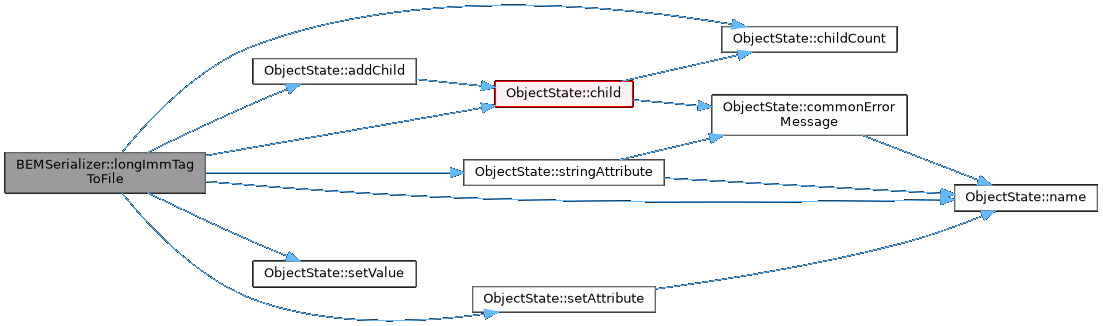 ObjectState::childCount
ObjectState::addChild
ObjectState::child
ObjectState::commonError
Message
BEMSerializer::longImmTag
ToFile
ObjectState::stringAttribute
ObjectState::name
ObjectState::setValue
ObjectState::setAttribute